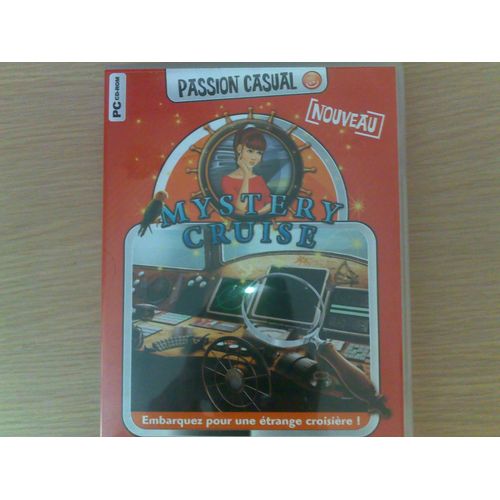 PASSION CASUAL
PC CD-ROM
[NOUVEAU]
MYSTERY
CRUISE
Embarquez pour une étrange croisière !